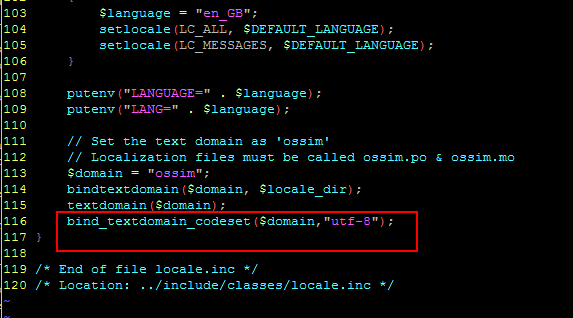 103 $language = "en_GB";
104 setlocale(LC_ALL, $DEFAULT_LANGUAGE);
105 setlocale(LC_MESSAGES, $DEFAULT_LANGUAGE);
106 }
107
108 putenv("LANGUAGE=" . $language);
109 putenv("LANG=" . $language);
110
111 // Set the text domain as 'ossim'
112 // Localization files must be called ossim.po & ossim.mo
113 $domain = "ossim";
114 bindtextdomain($domain, $locale_dir);
115 textdomain($domain);
116 bind_textdomain_codeset($domain,"utf-8");
117 }
118
119 /* End of file locale.inc */
120 /* Location: ../include/classes/locale.inc */
~
~